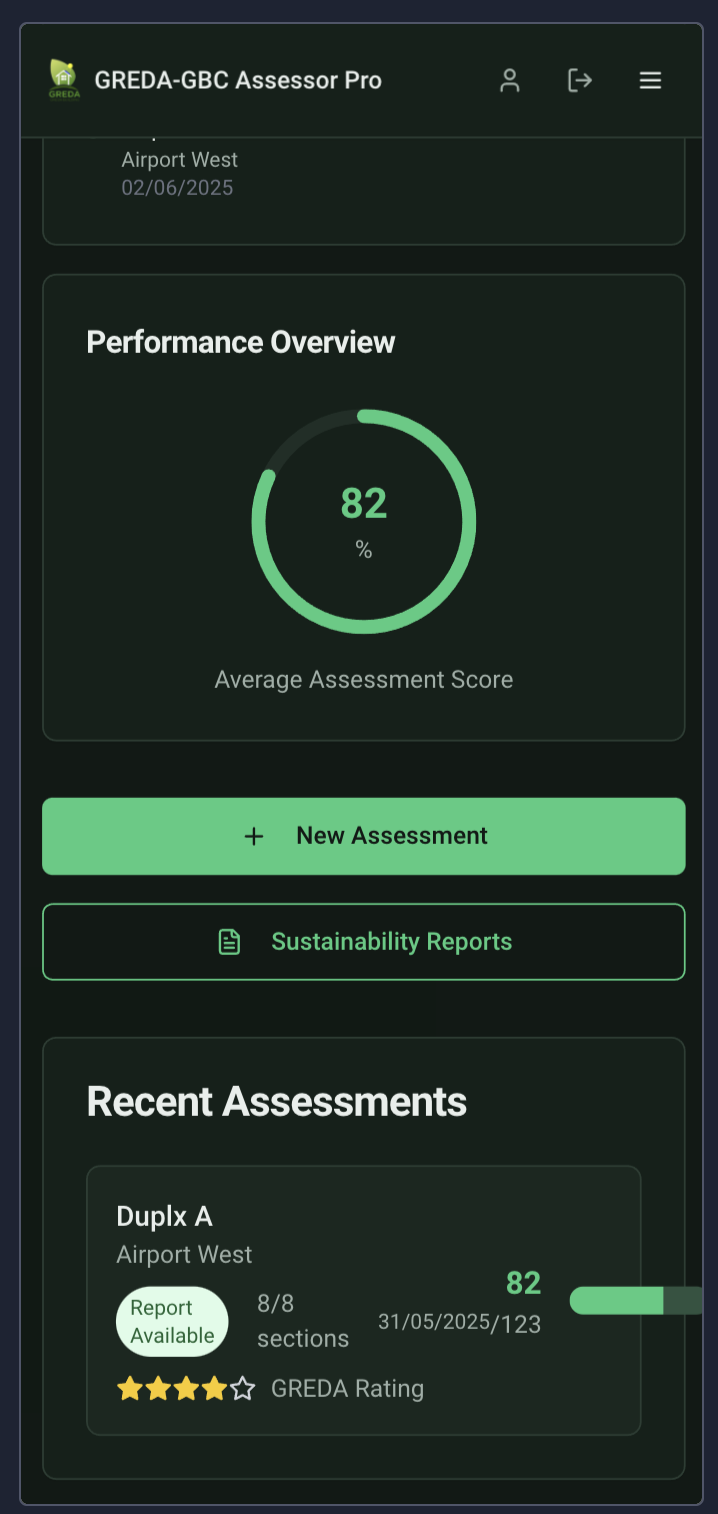 GREDA
GREDA-GBC Assessor Pro
Airport West
02/06/2025
Performance Overview
82
%
Average Assessment Score
New Assessment
Sustainability Reports
Recent Assessments
Duplx A
Airport West
Report
Available
8/8
sections
82
31/05/2025/123
GREDA Rating